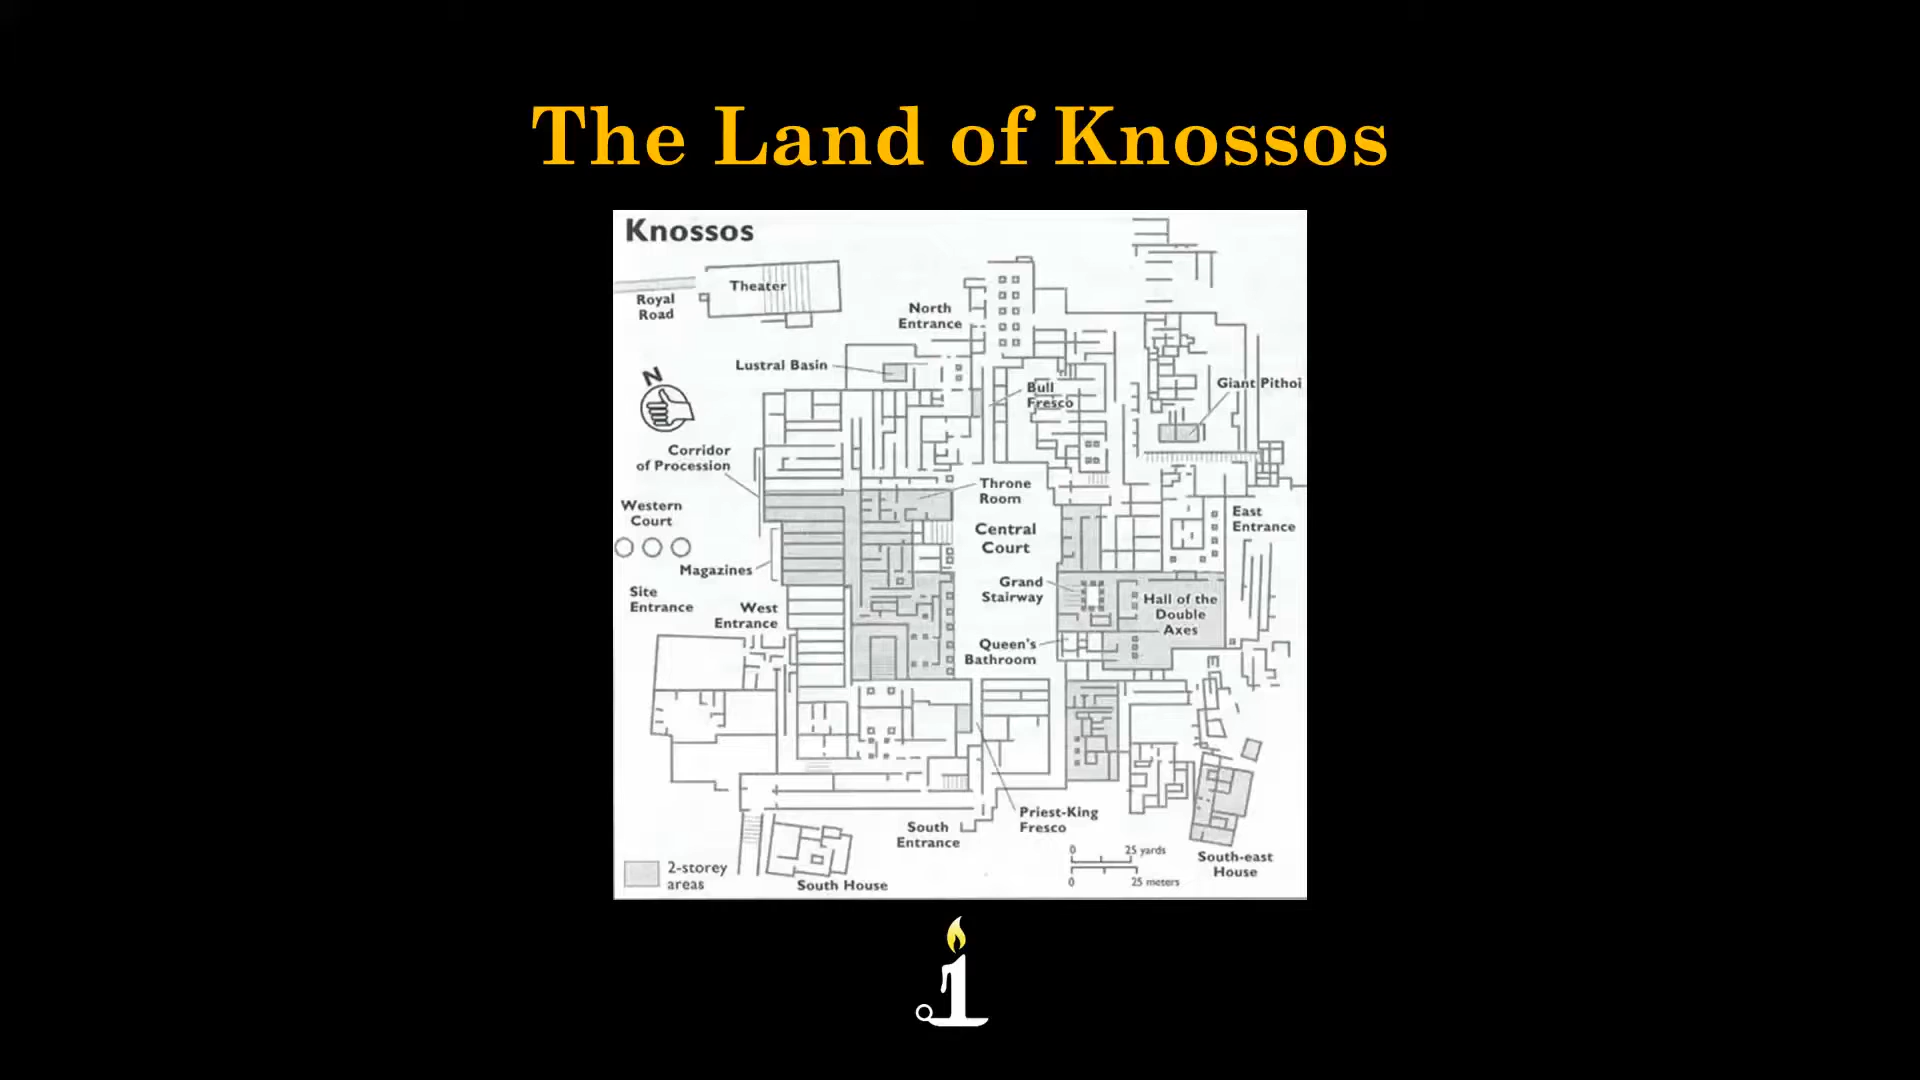 The Land of Knossos
Knossos
Theater
Royal
Road
North
Entrance
Lustral Basin
N
Bull
Fresco
Giant Pithoi
Corridor
of Procession
Throne
Room
Western
Court
East
Entrance
Central
Court
Magazines
Grand
Stairway
Site
Entrance
West
Entrance
Hall of the
Double
Axes
Queen's
Bathroom
Priest-King
Fresco
South
Entrance
0 25 yards
0 25 meters
South-east
House
2-storey
areas
South House